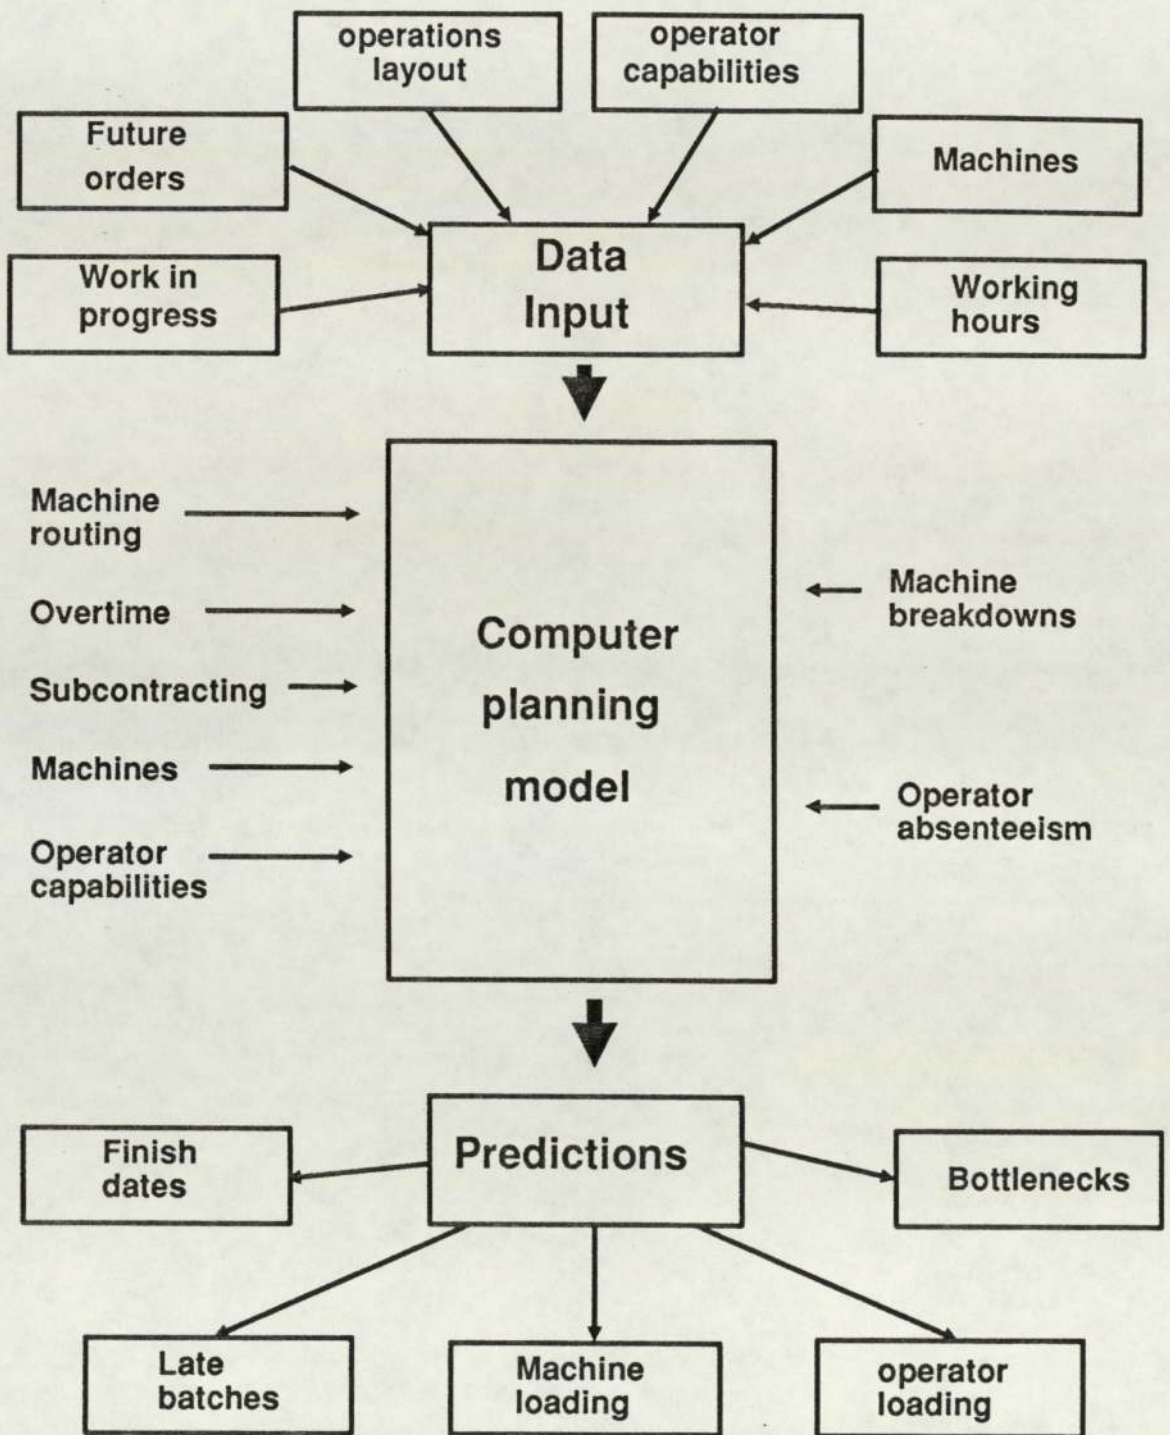 operations
layout
operator
capabilities
Future
orders
Machines
Data
Input
Work in
progress
Working
hours
Machine
routing
Overtime
Subcontracting
Machines
Operator
capabilities
Computer
planning
model
Machine
breakdowns
Operator
absenteeism
Predictions
Finish
dates
Bottlenecks
Late
batches
Machine
loading
operator
loading